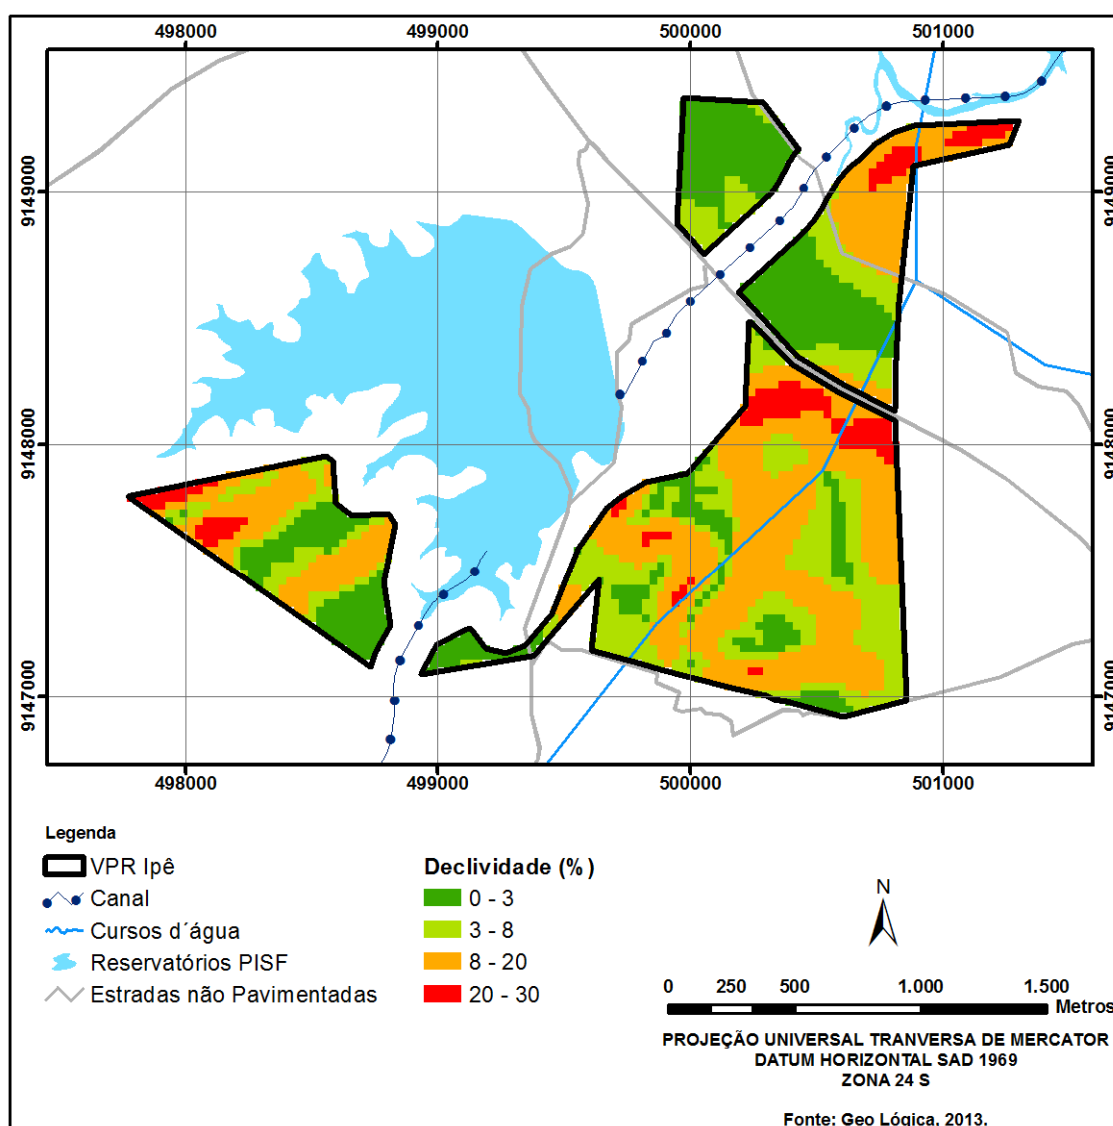 498000 499000 500000 501000
9149000 9149000
9148000 9148000
9147000 9147000
498000 499000 500000 501000
Legenda
VPR Ipê
Canal
Cursos d´água
Reservatórios PISF
Estradas não Pavimentadas
Declividade (%)
0 - 3
3 - 8
8 - 20
20 - 30
N
0 250 500 1.000 1.500
Metros
PROJEÇÃO UNIVERSAL TRANVERSA DE MERCATOR
DATUM HORIZONTAL SAD 1969
ZONA 24 S
Fonte: Geo Lógica, 2013.